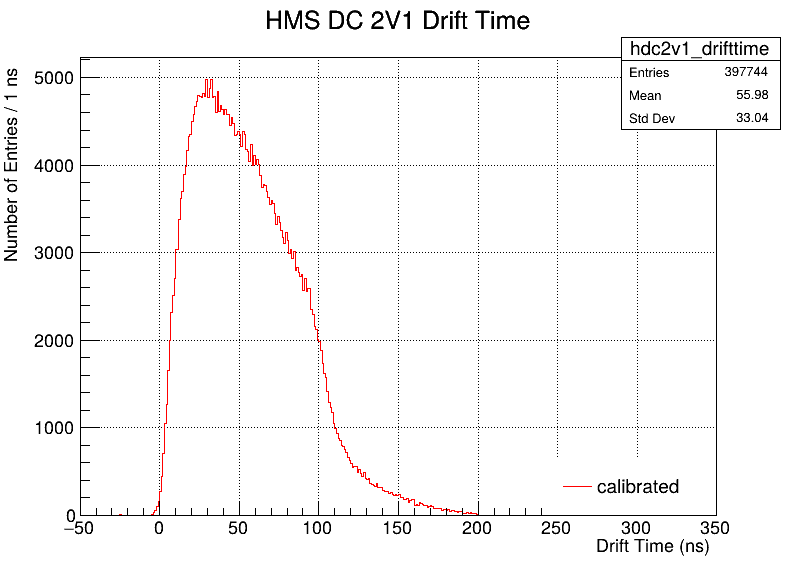 HMS DC 2V1 Drift Time
hdc2v1_drifttime
Entries 397744
Mean 55.98
Std Dev 33.04
Number of Entries / 1 ns
5000
4000
3000
2000
1000
0
−50 0 50 100 150 200 250 300 350
Drift Time (ns)
calibrated